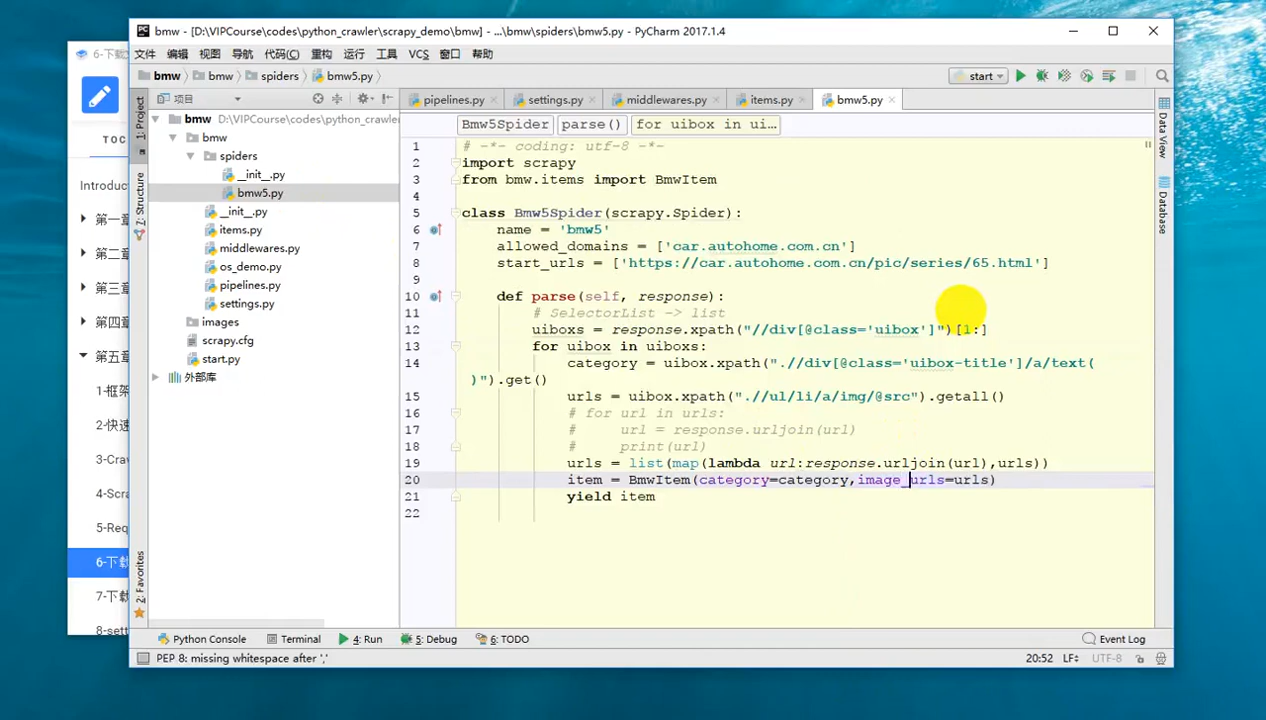 bmw - [D:\VIPCourse\codes\python_crawler\scrapy_demo\bmw] - ...\bmw\spiders\bmw5.py - PyCharm 2017.1.4
文件 编辑 视图 导航 代码(C) 重构 运行 工具 VCS 窗口 帮助
bmw bmw spiders bmw5.py start
项目
pipelines.py settings.py middlewares.py items.py bmw5.py
Bmw5Spider parse() for uibox in ui...
6-下载
TOC
Introduct
第一章
第二章
第三章
第四章
第五章
1-框架
2-快速
3-Craw
4-Scra
5-Req
6-下载
7-下载
8-sett
1: Project
7: Structure
2: Favorites
bmw D:\VIPCourse\codes\python_crawler
bmw
spiders
__init__.py
bmw5.py
__init__.py
items.py
middlewares.py
os_demo.py
pipelines.py
settings.py
images
scrapy.cfg
start.py
外部库
1 # -*- coding: utf-8 -*-
2 import scrapy
3 from bmw.items import BmwItem
4
5 class Bmw5Spider(scrapy.Spider):
6 name = 'bmw5'
7 allowed_domains = ['car.autohome.com.cn']
8 start_urls = ['https://car.autohome.com.cn/pic/series/65.html']
9
10 def parse(self, response):
11 # SelectorList -> list
12 uiboxs = response.xpath("//div[@class='uibox']")[1:]
13 for uibox in uiboxs:
14 category = uibox.xpath(".//div[@class='uibox-title']/a/text(
)").get()
15 urls = uibox.xpath(".//ul/li/a/img/@src").getall()
16 # for url in urls:
17 # url = response.urljoin(url)
18 # print(url)
19 urls = list(map(lambda url:response.urljoin(url),urls))
20 item = BmwItem(category=category,image_urls=urls)
21 yield item
22
Data View
Database
Python Console Terminal 4: Run 5: Debug 6: TODO Event Log
PEP 8: missing whitespace after ',' 20:52 LF÷ UTF-8